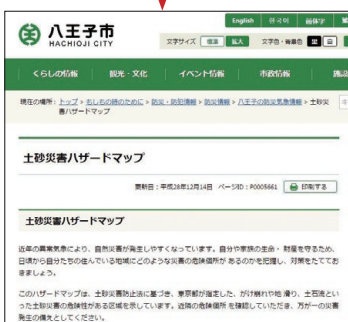 English 한국어 簡体字
八王子市
HACHIOJI CITY
文字サイズ 標準 拡大 文字色・背景色 黒 白
くらしの情報 観光・文化 イベント情報 市政情報
現在の場所：トップ > もしもの時のために > 防災・防犯情報 > 防災情報 > 八王子の防災気象情報 > 土砂災
害ハザードマップ
土砂災害ハザードマップ
更新日：平成28年12月14日 ページID：P0005861 印刷する
土砂災害ハザードマップ
近年の異常気象により、自然災害が発生しやすくなっています。自分や家族の生命・財産を守るため、
日頃から自分たちの住んでいる地域にどのような災害の危険個所があるのかを把握し、対策をたててお
きましょう。
このハザードマップは、土砂災害防止法に基づき、東京都が指定した、がけ崩れや地滑り、土石流とい
った土砂災害の危険性がある区域を示しています。近隣の危険個所を確認していただき、万が一の災害
発生の備えとしてください。